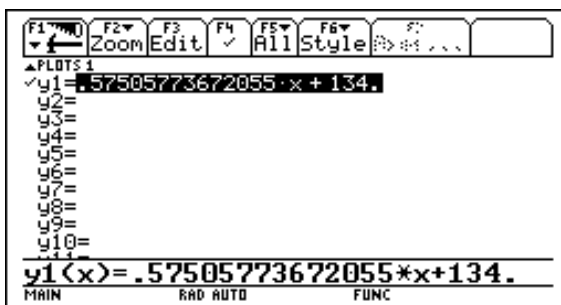 F1 F2 F3 F4 F5 F6 F7
Zoom Edit ✓ All Style
PLOTS 1
✓y1=.57505773672055·x + 134.
y2=
y3=
y4=
y5=
y6=
y7=
y8=
y9=
y10=
y1(x)=.57505773672055*x+134.
MAIN RAD AUTO FUNC